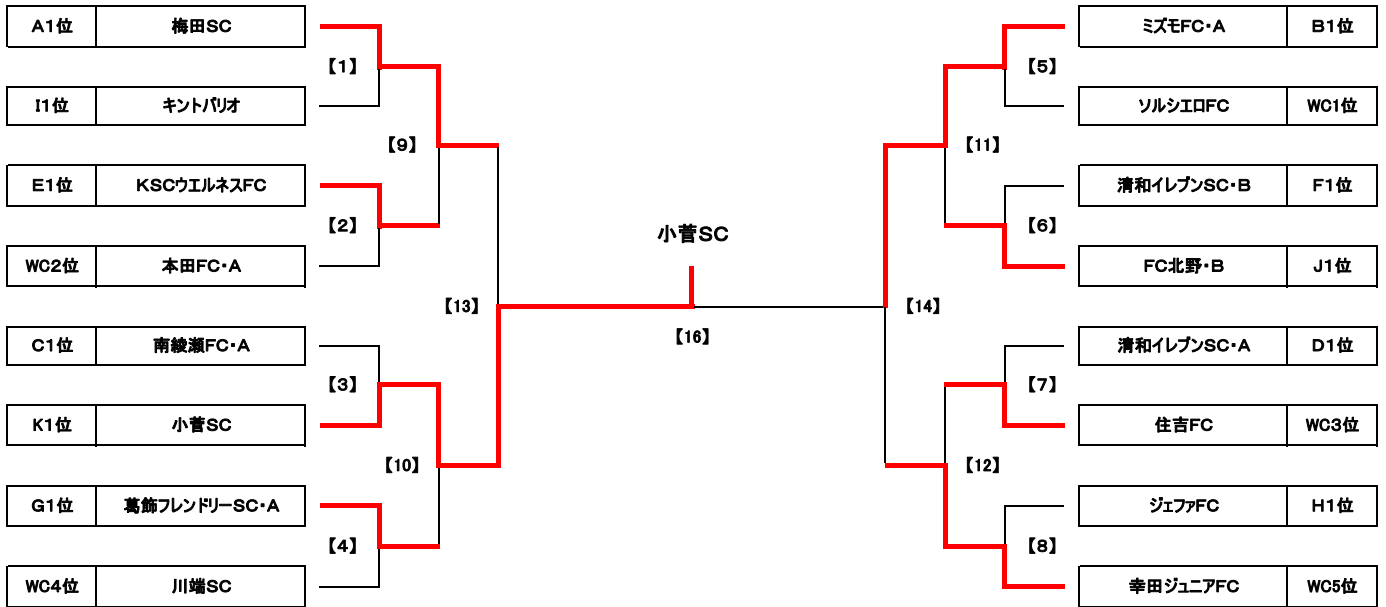 A1位 梅田SC
【1】
I1位 キントバリオ
【9】
E1位 KSCウエルネスFC
【2】
WC2位 本田FC・A
【13】
C1位 南綾瀬FC・A
【3】
K1位 小菅SC
【10】
G1位 葛飾フレンドリーSC・A
【4】
WC4位 川端SC
小菅SC
【16】
ミズモFC・A B1位
【5】
ソルシエロFC WC1位
【11】
清和イレブンSC・B F1位
【6】
FC北野・B J1位
【14】
清和イレブンSC・A D1位
【7】
住吉FC WC3位
【12】
ジェファFC H1位
【8】
幸田ジュニアFC WC5位